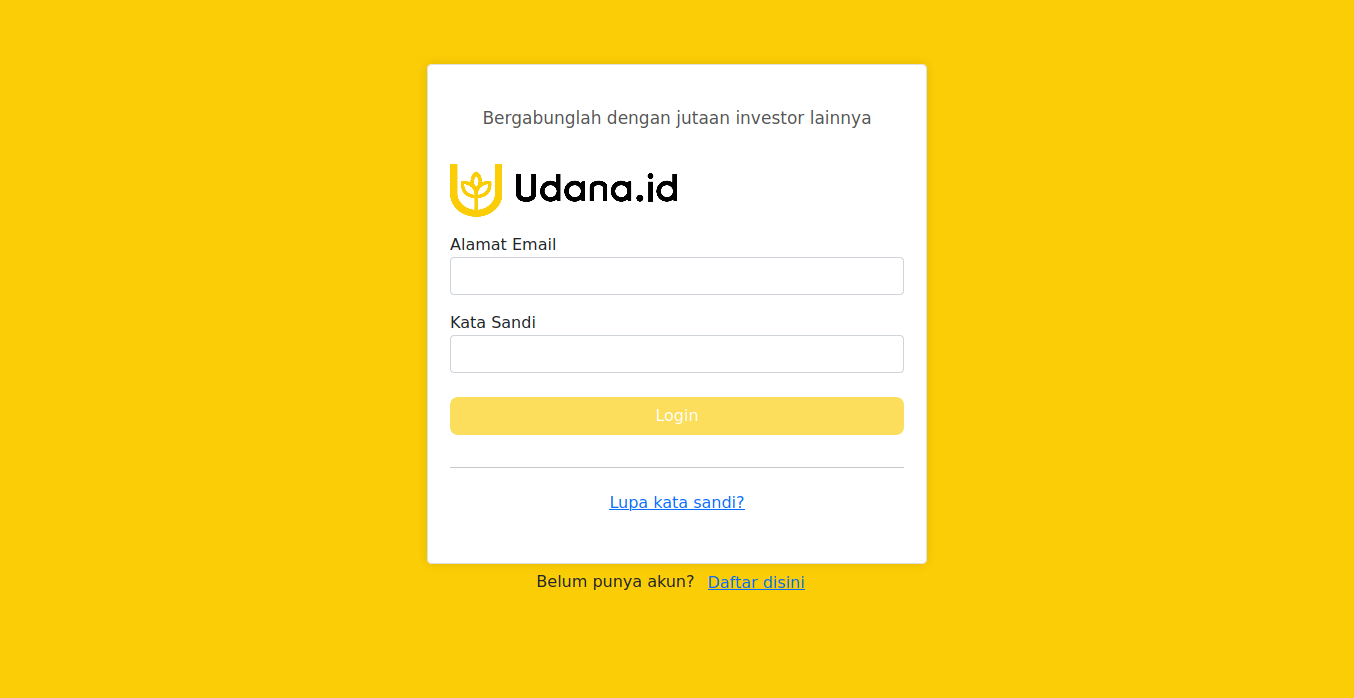 Bergabunglah dengan jutaan investor lainnya
Udana.id
Alamat Email
Kata Sandi
Login
Lupa kata sandi?
Belum punya akun? Daftar disini